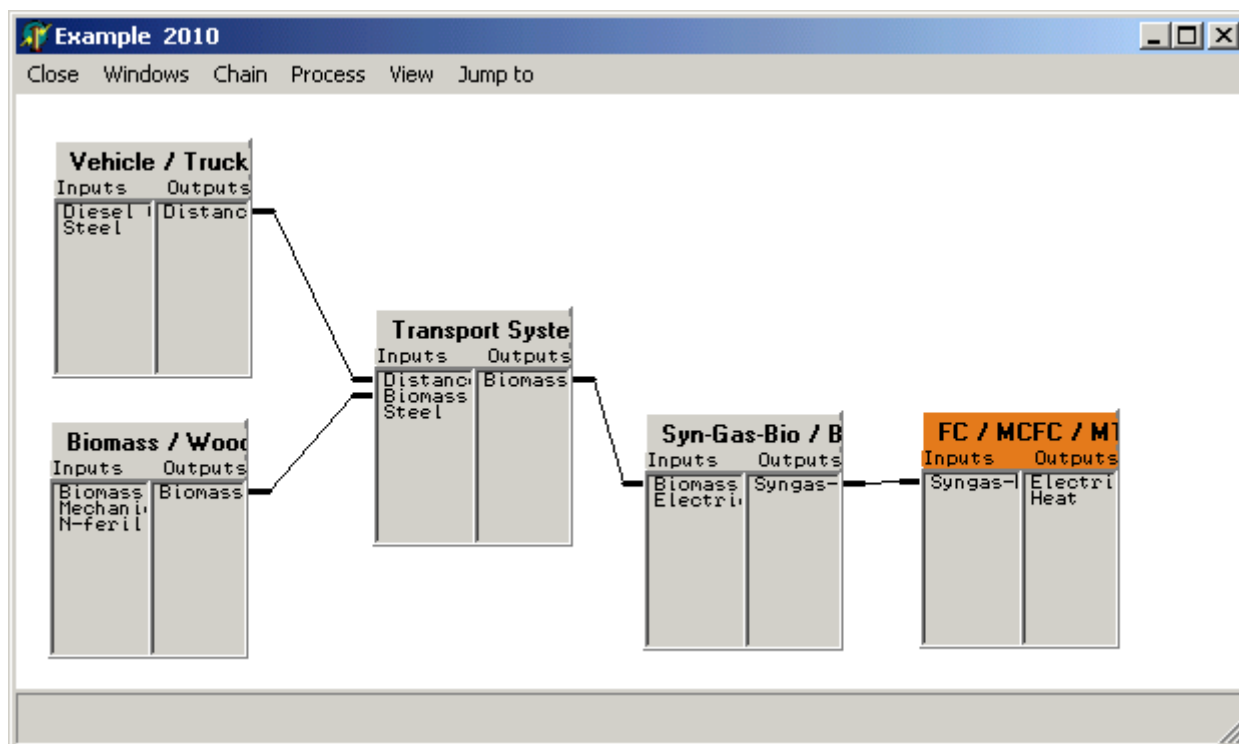 Example 2010
Close Windows Chain Process View Jump to
Vehicle / Truck
Inputs Outputs
Diesel Distanc
Steel
Biomass / Wood
Inputs Outputs
Biomass Biomass
Mechani
N-feril
Transport Syste
Inputs Outputs
Distanc Biomass
Biomass
Steel
Syn-Gas-Bio / B
Inputs Outputs
Biomass Syngas-
Electri
FC / MCFC / MT
Inputs Outputs
Syngas- Electri
Heat